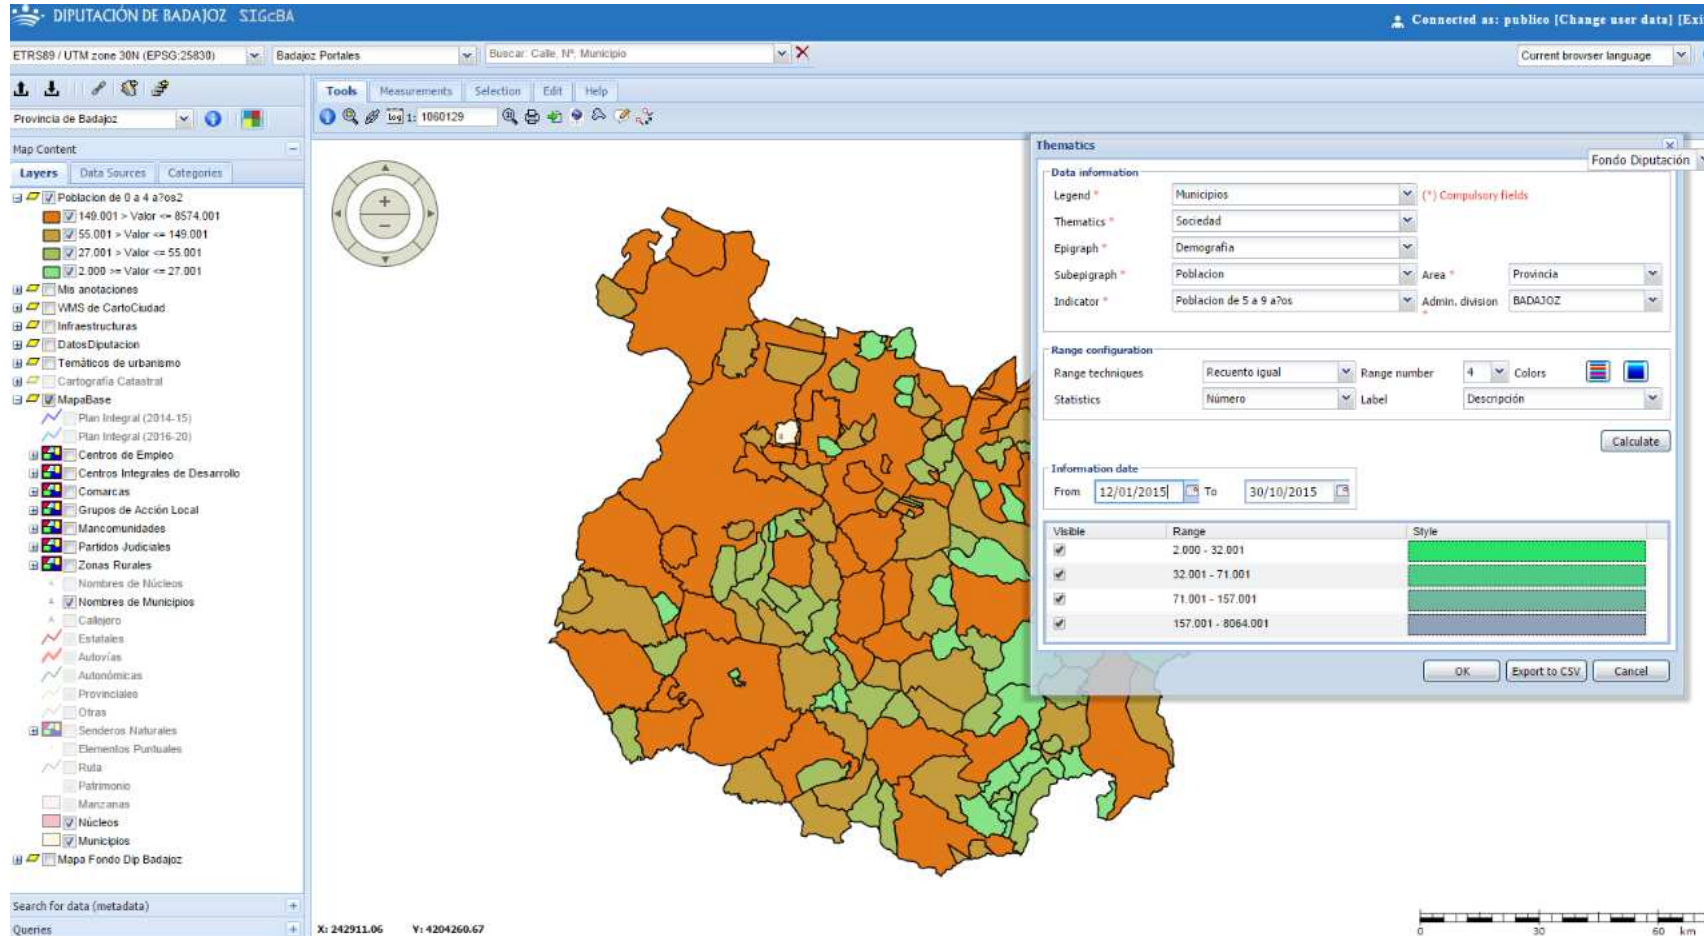 DIPUTACIÓN DE BADAJOZ SIGcBA
Connected as: publico [Change user data] [Exi
ETRS89 / UTM zone 30N (EPSG:25830)
Badajoz Portales
Buscar: Calle, Nº, Municipio
Current browser language
Provincia de Badajoz
Map Content
Layers Data Sources Categories
Poblacion de 0 a 4 a?os2
149.001 > Valor <= 8574.001
55.001 > Valor <= 149.001
27.001 > Valor <= 55.001
2.000 >= Valor <= 27.001
Mis anotaciones
WMS de CartoCiudad
Infraestructuras
DatosDiputacion
Temáticos de urbanismo
Cartografía Catastral
MapaBase
Plan Integral (2014-15)
Plan Integral (2016-20)
Centros de Empleo
Centros Integrales de Desarrollo
Comarcas
Grupos de Acción Local
Mancomunidades
Partidos Judiciales
Zonas Rurales
Nombres de Núcleos
Nombres de Municipios
Callejero
Estatales
Autovías
Autonómicas
Provinciales
Otras
Senderos Naturales
Elementos Puntuales
Ruta
Patrimonio
Manzanas
Núcleos
Municipios
Mapa Fondo Dip Badajoz
Search for data (metadata)
Queries
Tools Measurements Selection Edit Help
log 1: 1060129
X: 242911.06 Y: 4204260.67
Thematics
Fondo Diputación
Data information
Legend * Municipios (*) Compulsory fields
Thematics * Sociedad
Epigraph * Demografia
Subepigraph * Poblacion Area * Provincia
Indicator * Poblacion de 5 a 9 a?os Admin. division * BADAJOZ
Range configuration
Range techniques Recuento igual Range number 4 Colors
Statistics Número Label Descripción
Calculate
Information date
From 12/01/2015 To 30/10/2015
Visible Range Style
2.000 - 32.001
32.001 - 71.001
71.001 - 157.001
157.001 - 8064.001
OK Export to CSV Cancel
0 30 60 km